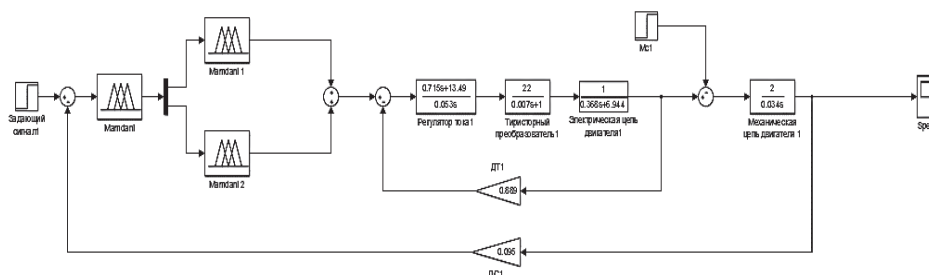 Mc1
Mamdani 1
Задающий
сигнал1
Mamdani
Mamdani 2
0.715s+13.49
0.053s
Регулятор тока1
22
0.007s+1
Тиристорный
преобразователь1
1
0.368s+6.944
Электрическая цепь
двигателя1
2
0.034s
Механическая
цепь двигателя 1
Spe
ДТ1
0.889
0.095